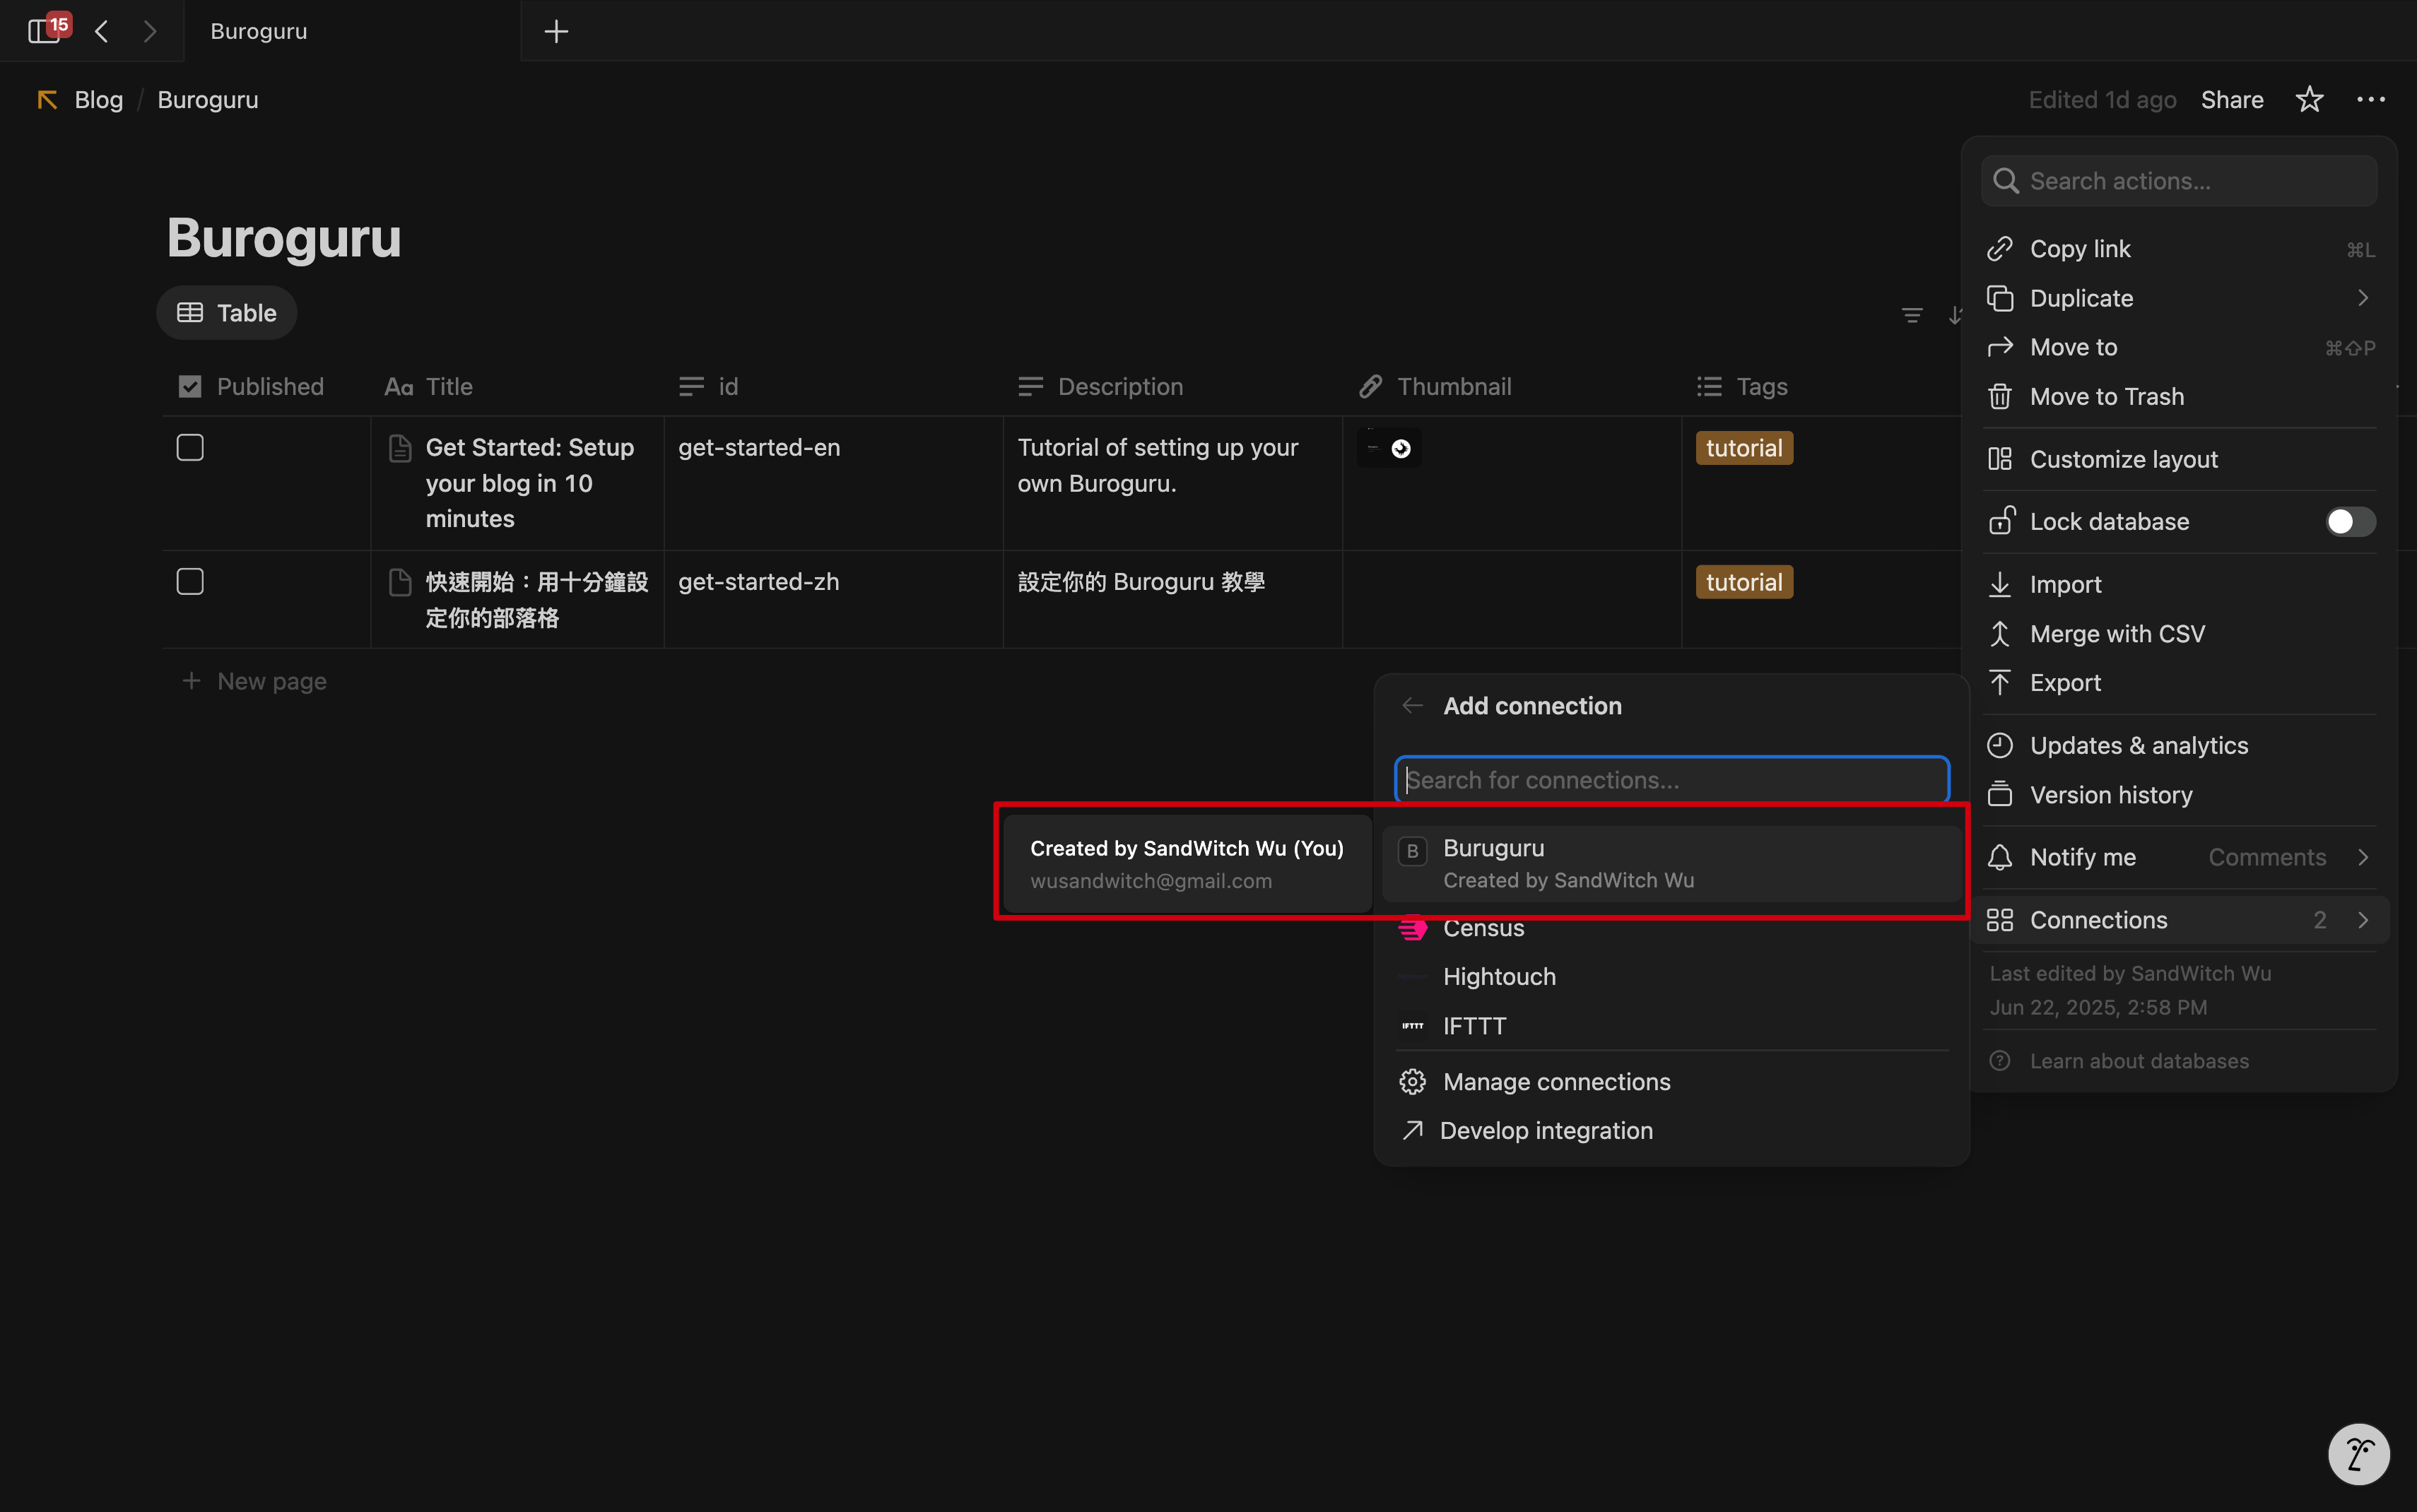 15
Buroguru
Blog / Buroguru
Edited 1d ago
Share
Buroguru
Table
Published
Aa Title
id
Description
Thumbnail
Tags
Get Started: Setup
your blog in 10
minutes
get-started-en
Tutorial of setting up your
own Buroguru.
tutorial
快速開始：用十分鐘設
定你的部落格
get-started-zh
設定你的 Buroguru 教學
tutorial
New page
Search actions...
Copy link
⌘L
Duplicate
Move to
⌘⇧P
Move to Trash
Customize layout
Lock database
Import
Merge with CSV
Export
Updates & analytics
Version history
Notify me
Comments
Connections
2
Last edited by SandWitch Wu
Jun 22, 2025, 2:58 PM
Learn about databases
Add connection
Search for connections...
Created by SandWitch Wu (You)
wusandwitch@gmail.com
B
Buruguru
Created by SandWitch Wu
Census
Hightouch
IFTTT
IFTTT
Manage connections
Develop integration